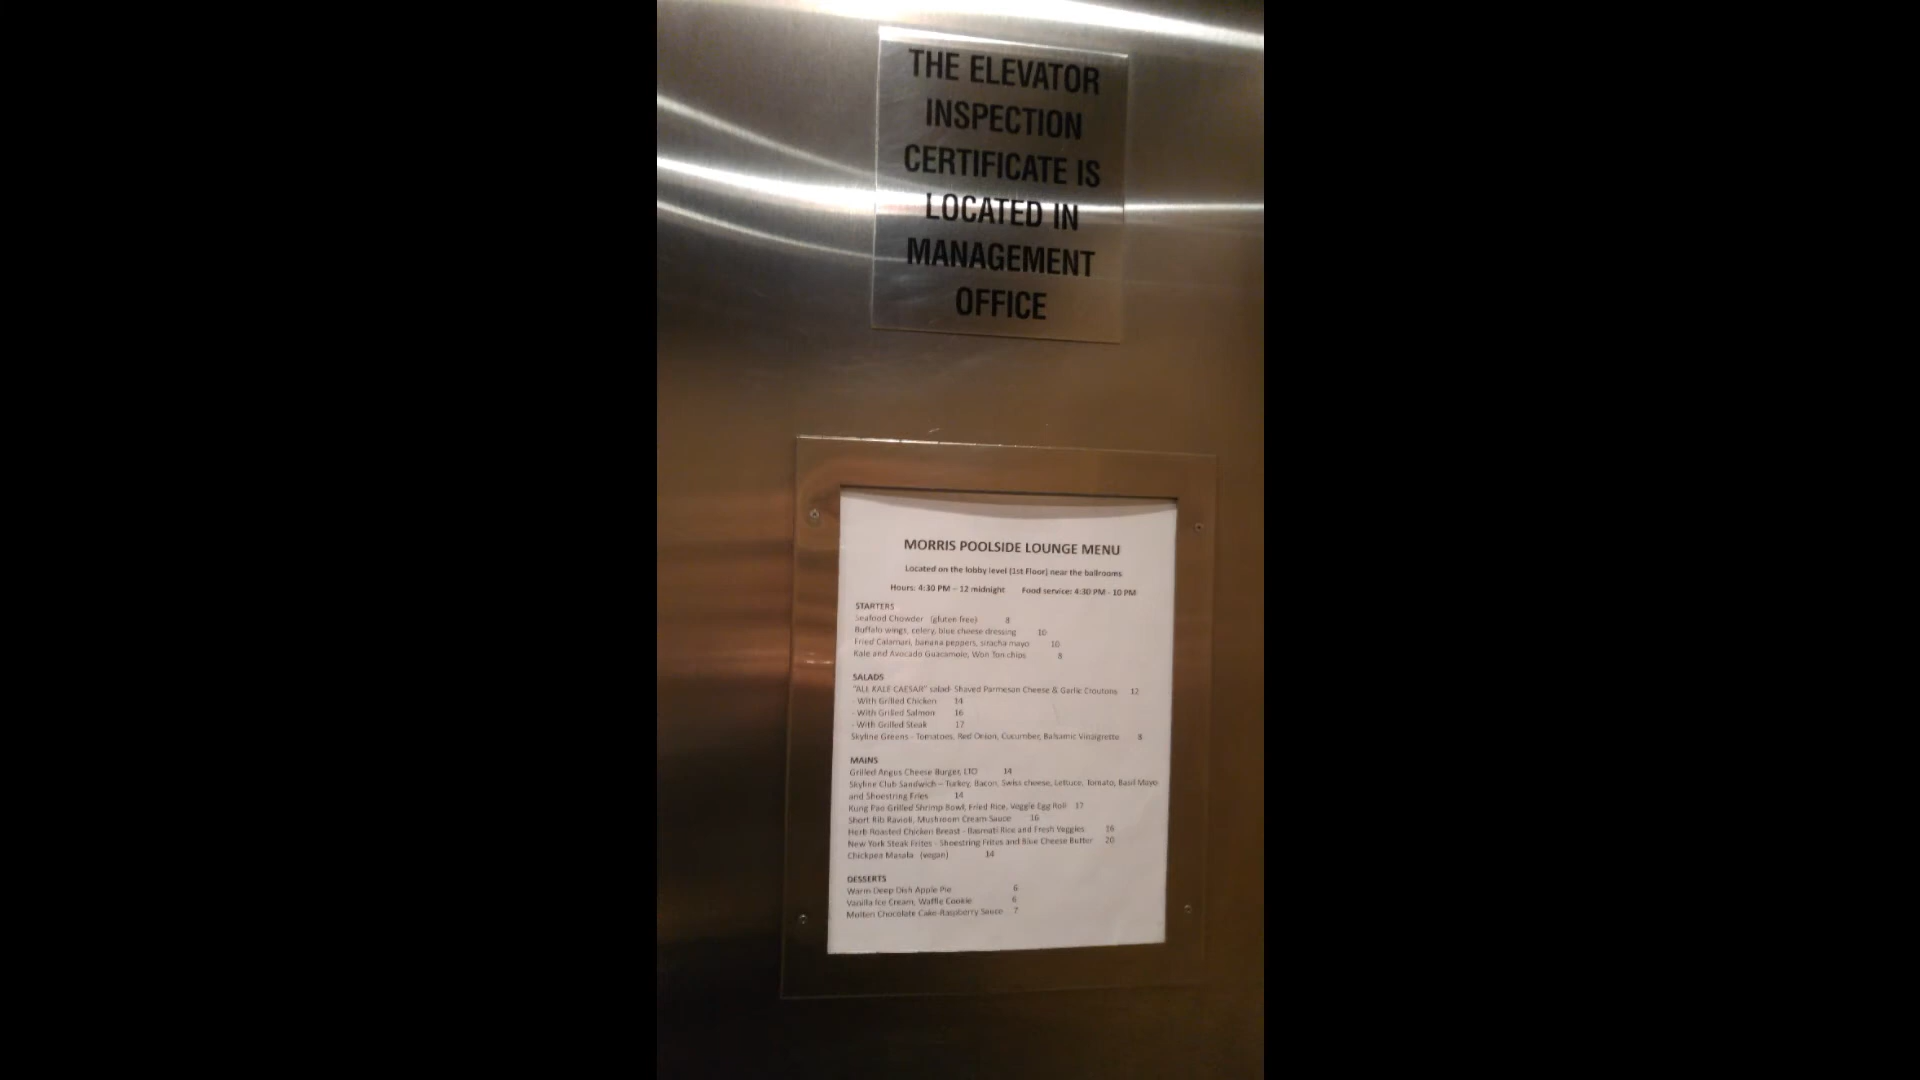 THE ELEVATOR
INSPECTION
CERTIFICATE IS
LOCATED IN
MANAGEMENT
OFFICE
MORRIS POOLSIDE LOUNGE MENU
Located on the lobby level (1st Floor) near the ballrooms
Hours: 4:30 PM – 12 midnight Food service: 4:30 PM - 10 PM
STARTERS
Seafood Chowder (gluten free) 8
Buffalo wings, celery, blue cheese dressing 10
Fried Calamari, banana peppers, siracha mayo 10
Kale and Avocado Guacamole, Won Ton chips 8
SALADS
"ALL KALE CAESAR" salad- Shaved Parmesan Cheese & Garlic Croutons 12
- With Grilled Chicken 14
- With Grilled Salmon 16
- With Grilled Steak 17
Skyline Greens - Tomatoes, Red Onion, Cucumber, Balsamic Vinaigrette 8
MAINS
Grilled Angus Cheese Burger, LTO 14
Skyline Club Sandwich – Turkey, Bacon, Swiss cheese, Lettuce, Tomato, Basil Mayo
and Shoestring Fries 14
Kung Pao Grilled Shrimp Bowl, Fried Rice, Veggie Egg Roll 17
Short Rib Ravioli, Mushroom Cream Sauce 16
Herb Roasted Chicken Breast - Basmati Rice and Fresh Veggies 16
New York Steak Frites - Shoestring Frites and Blue Cheese Butter 20
Chickpea Masala (vegan) 14
DESSERTS
Warm Deep Dish Apple Pie 6
Vanilla Ice Cream, Waffle Cookie 6
Molten Chocolate Cake-Raspberry Sauce 7